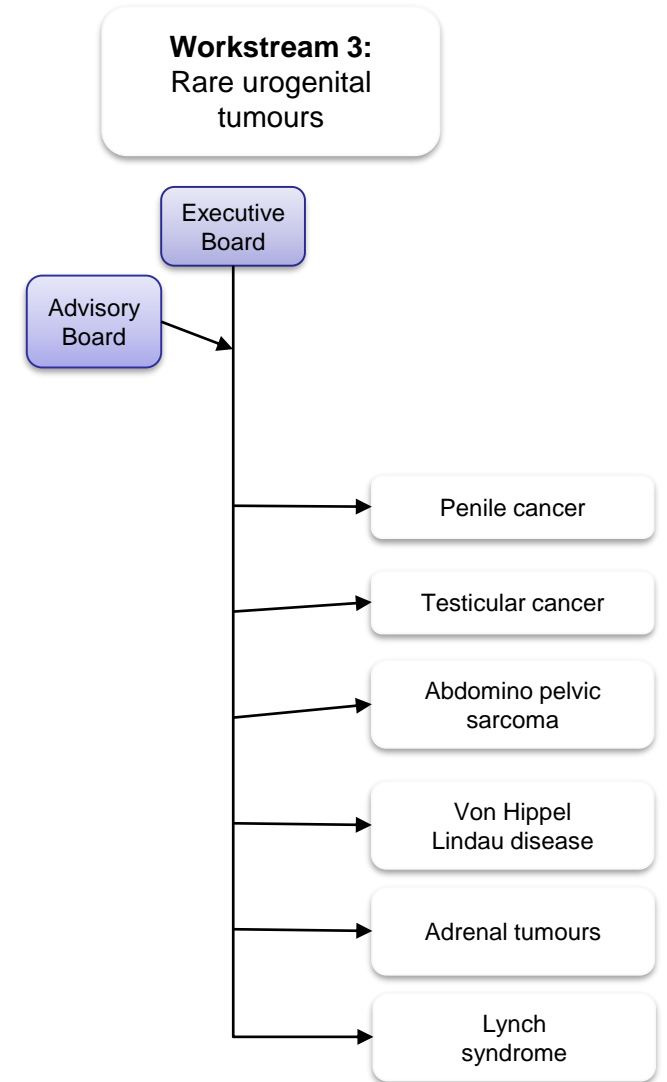 Workstream 3:
Rare urogenital
tumours
Executive
Board
Advisory
Board
Penile cancer
Testicular cancer
Abdomino pelvic
sarcoma
Von Hippel
Lindau disease
Adrenal tumours
Lynch
syndrome